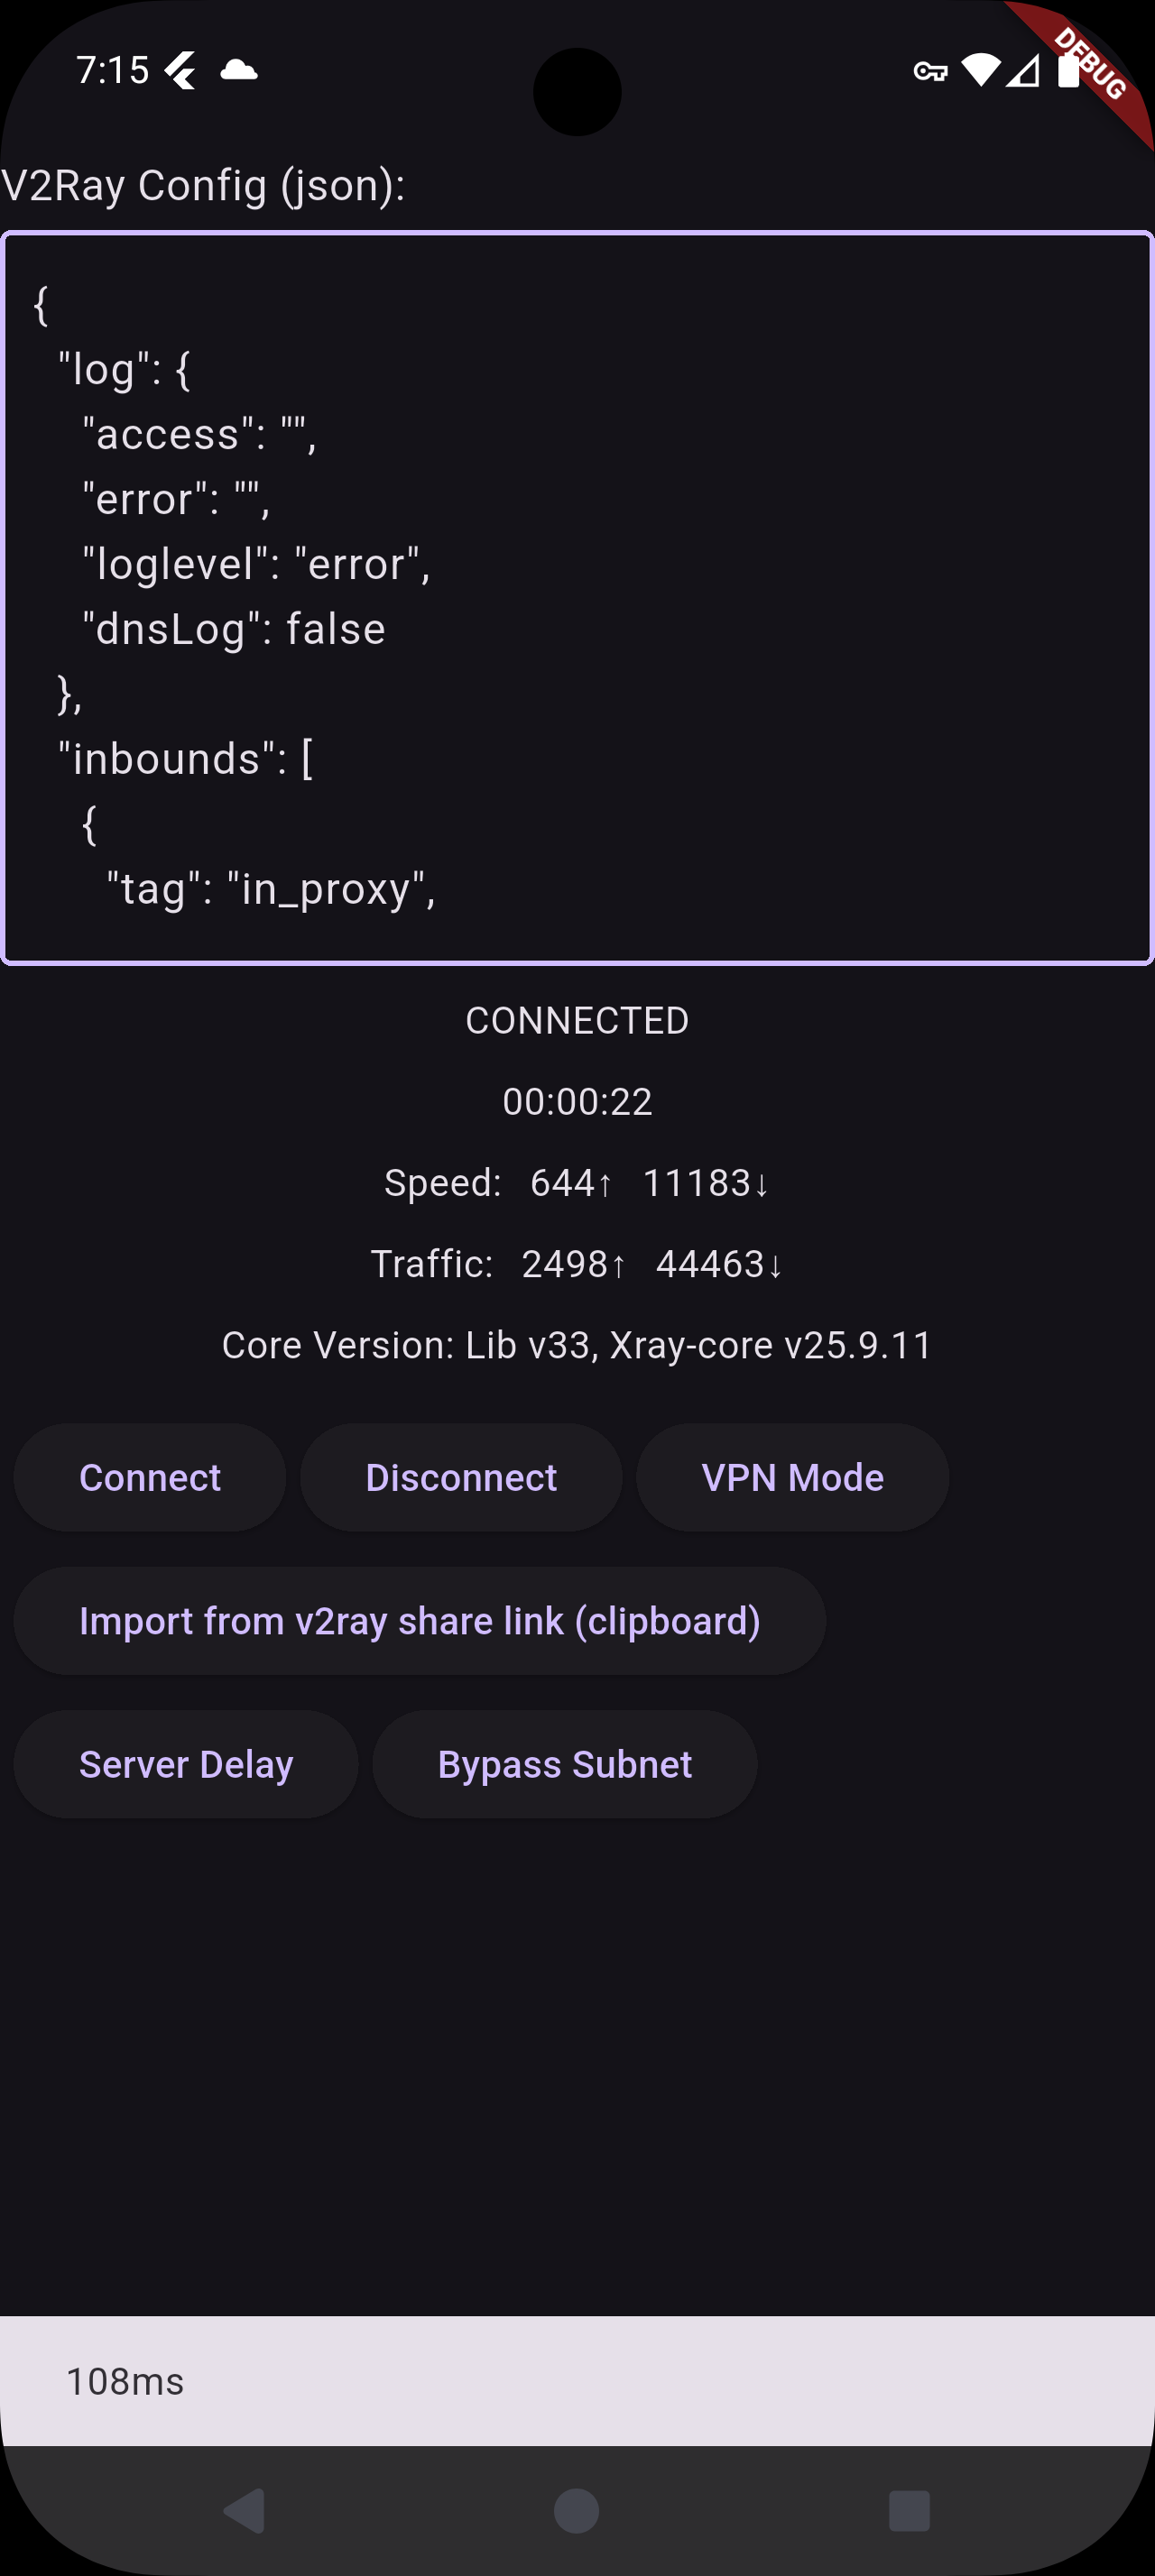 7:15
DEBUG
V2Ray Config (json):
{
  "log": {
    "access": "",
    "error": "",
    "loglevel": "error",
    "dnsLog": false
  },
  "inbounds": [
    {
      "tag": "in_proxy",
CONNECTED
00:00:22
Speed: 644↑ 11183↓
Traffic: 2498↑ 44463↓
Core Version: Lib v33, Xray-core v25.9.11
Connect Disconnect VPN Mode
Import from v2ray share link (clipboard)
Server Delay Bypass Subnet
108ms